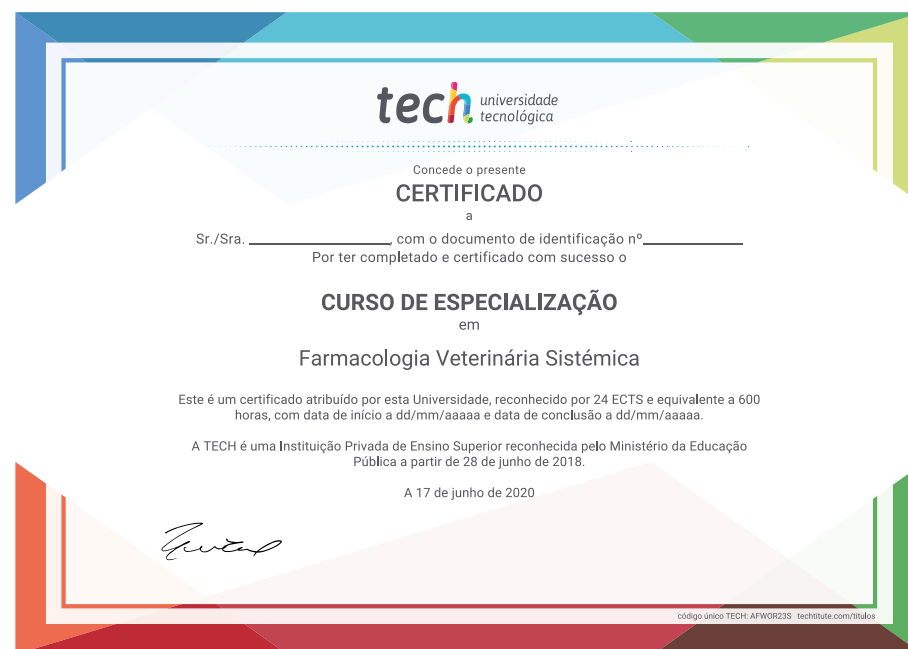 tech universidade
tecnológica
Concede o presente
CERTIFICADO
a
Sr./Sra. ____________________, com o documento de identificação nº______________
Por ter completado e certificado com sucesso o
CURSO DE ESPECIALIZAÇÃO
em
Farmacologia Veterinária Sistémica
Este é um certificado atribuído por esta Universidade, reconhecido por 24 ECTS e equivalente a 600
horas, com data de início a dd/mm/aaaaa e data de conclusão a dd/mm/aaaaa.
A TECH é uma Instituição Privada de Ensino Superior reconhecida pelo Ministério da Educação
Pública a partir de 28 de junho de 2018.
A 17 de junho de 2020
código único TECH: AFWOR23S techtitute.com/titulos